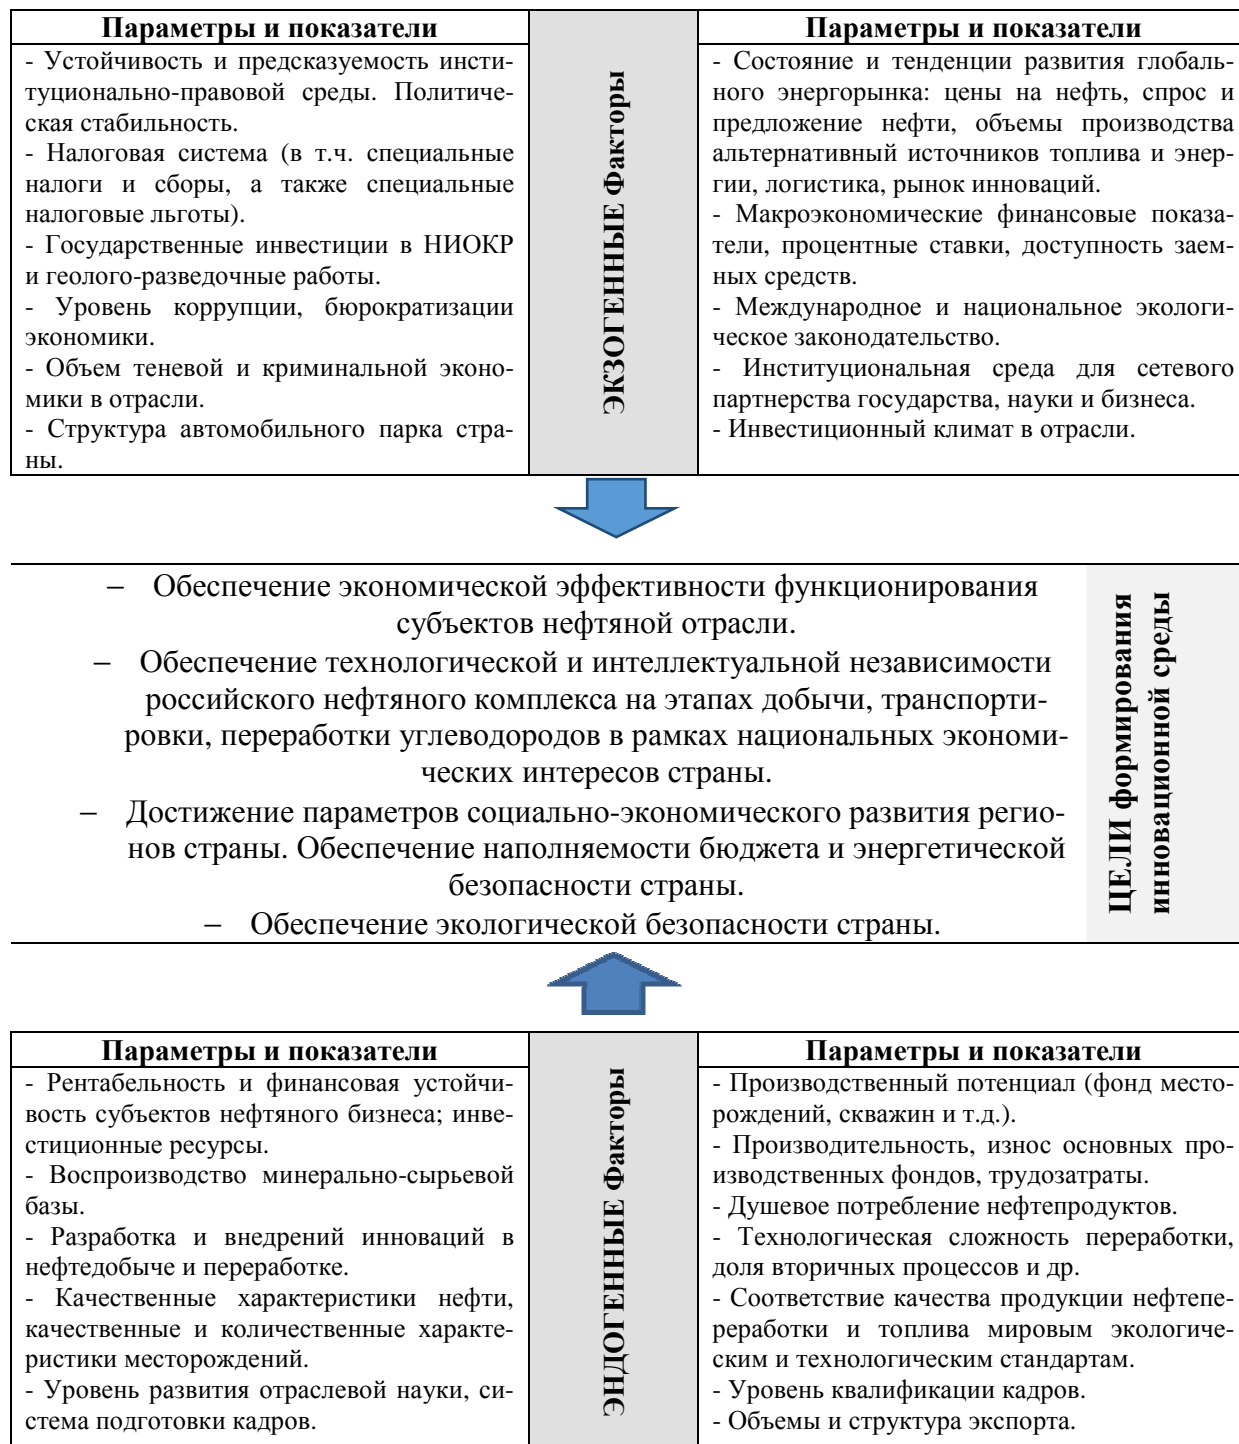 Параметры и показатели
- Устойчивость и предсказуемость инсти-
туционально-правовой среды. Политиче-
ская стабильность.
- Налоговая система (в т.ч. специальные
налоги и сборы, а также специальные
налоговые льготы).
- Государственные инвестиции в НИОКР
и геолого-разведочные работы.
- Уровень коррупции, бюрократизации
экономики.
- Объем теневой и криминальной эконо-
мики в отрасли.
- Структура автомобильного парка стра-
ны.
ЭКЗОГЕННЫЕ Факторы
Параметры и показатели
- Состояние и тенденции развития глобаль-
ного энергорынка: цены на нефть, спрос и
предложение нефти, объемы производства
альтернативный источников топлива и энер-
гии, логистика, рынок инноваций.
- Макроэкономические финансовые показа-
тели, процентные ставки, доступность заем-
ных средств.
- Международное и национальное экологи-
ческое законодательство.
- Институциональная среда для сетевого
партнерства государства, науки и бизнеса.
- Инвестиционный климат в отрасли.
– Обеспечение экономической эффективности функционирования
субъектов нефтяной отрасли.
– Обеспечение технологической и интеллектуальной независимости
российского нефтяного комплекса на этапах добычи, транспорти-
ровки, переработки углеводородов в рамках национальных экономи-
ческих интересов страны.
– Достижение параметров социально-экономического развития регио-
нов страны. Обеспечение наполняемости бюджета и энергетической
безопасности страны.
– Обеспечение экологической безопасности страны.
ЦЕЛИ формирования
инновационной среды
Параметры и показатели
- Рентабельность и финансовая устойчи-
вость субъектов нефтяного бизнеса; инве-
стиционные ресурсы.
- Воспроизводство минерально-сырьевой
базы.
- Разработка и внедрений инноваций в
нефтедобыче и переработке.
- Качественные характеристики нефти,
качественные и количественные характе-
ристики месторождений.
- Уровень развития отраслевой науки, си-
стема подготовки кадров.
ЭНДОГЕННЫЕ Факторы
Параметры и показатели
- Производственный потенциал (фонд место-
рождений, скважин и т.д.).
- Производительность, износ основных про-
изводственных фондов, трудозатраты.
- Душевое потребление нефтепродуктов.
- Технологическая сложность переработки,
доля вторичных процессов и др.
- Соответствие качества продукции нефтепе-
реработки и топлива мировым экологиче-
ским и технологическим стандартам.
- Уровень квалификации кадров.
- Объемы и структура экспорта.